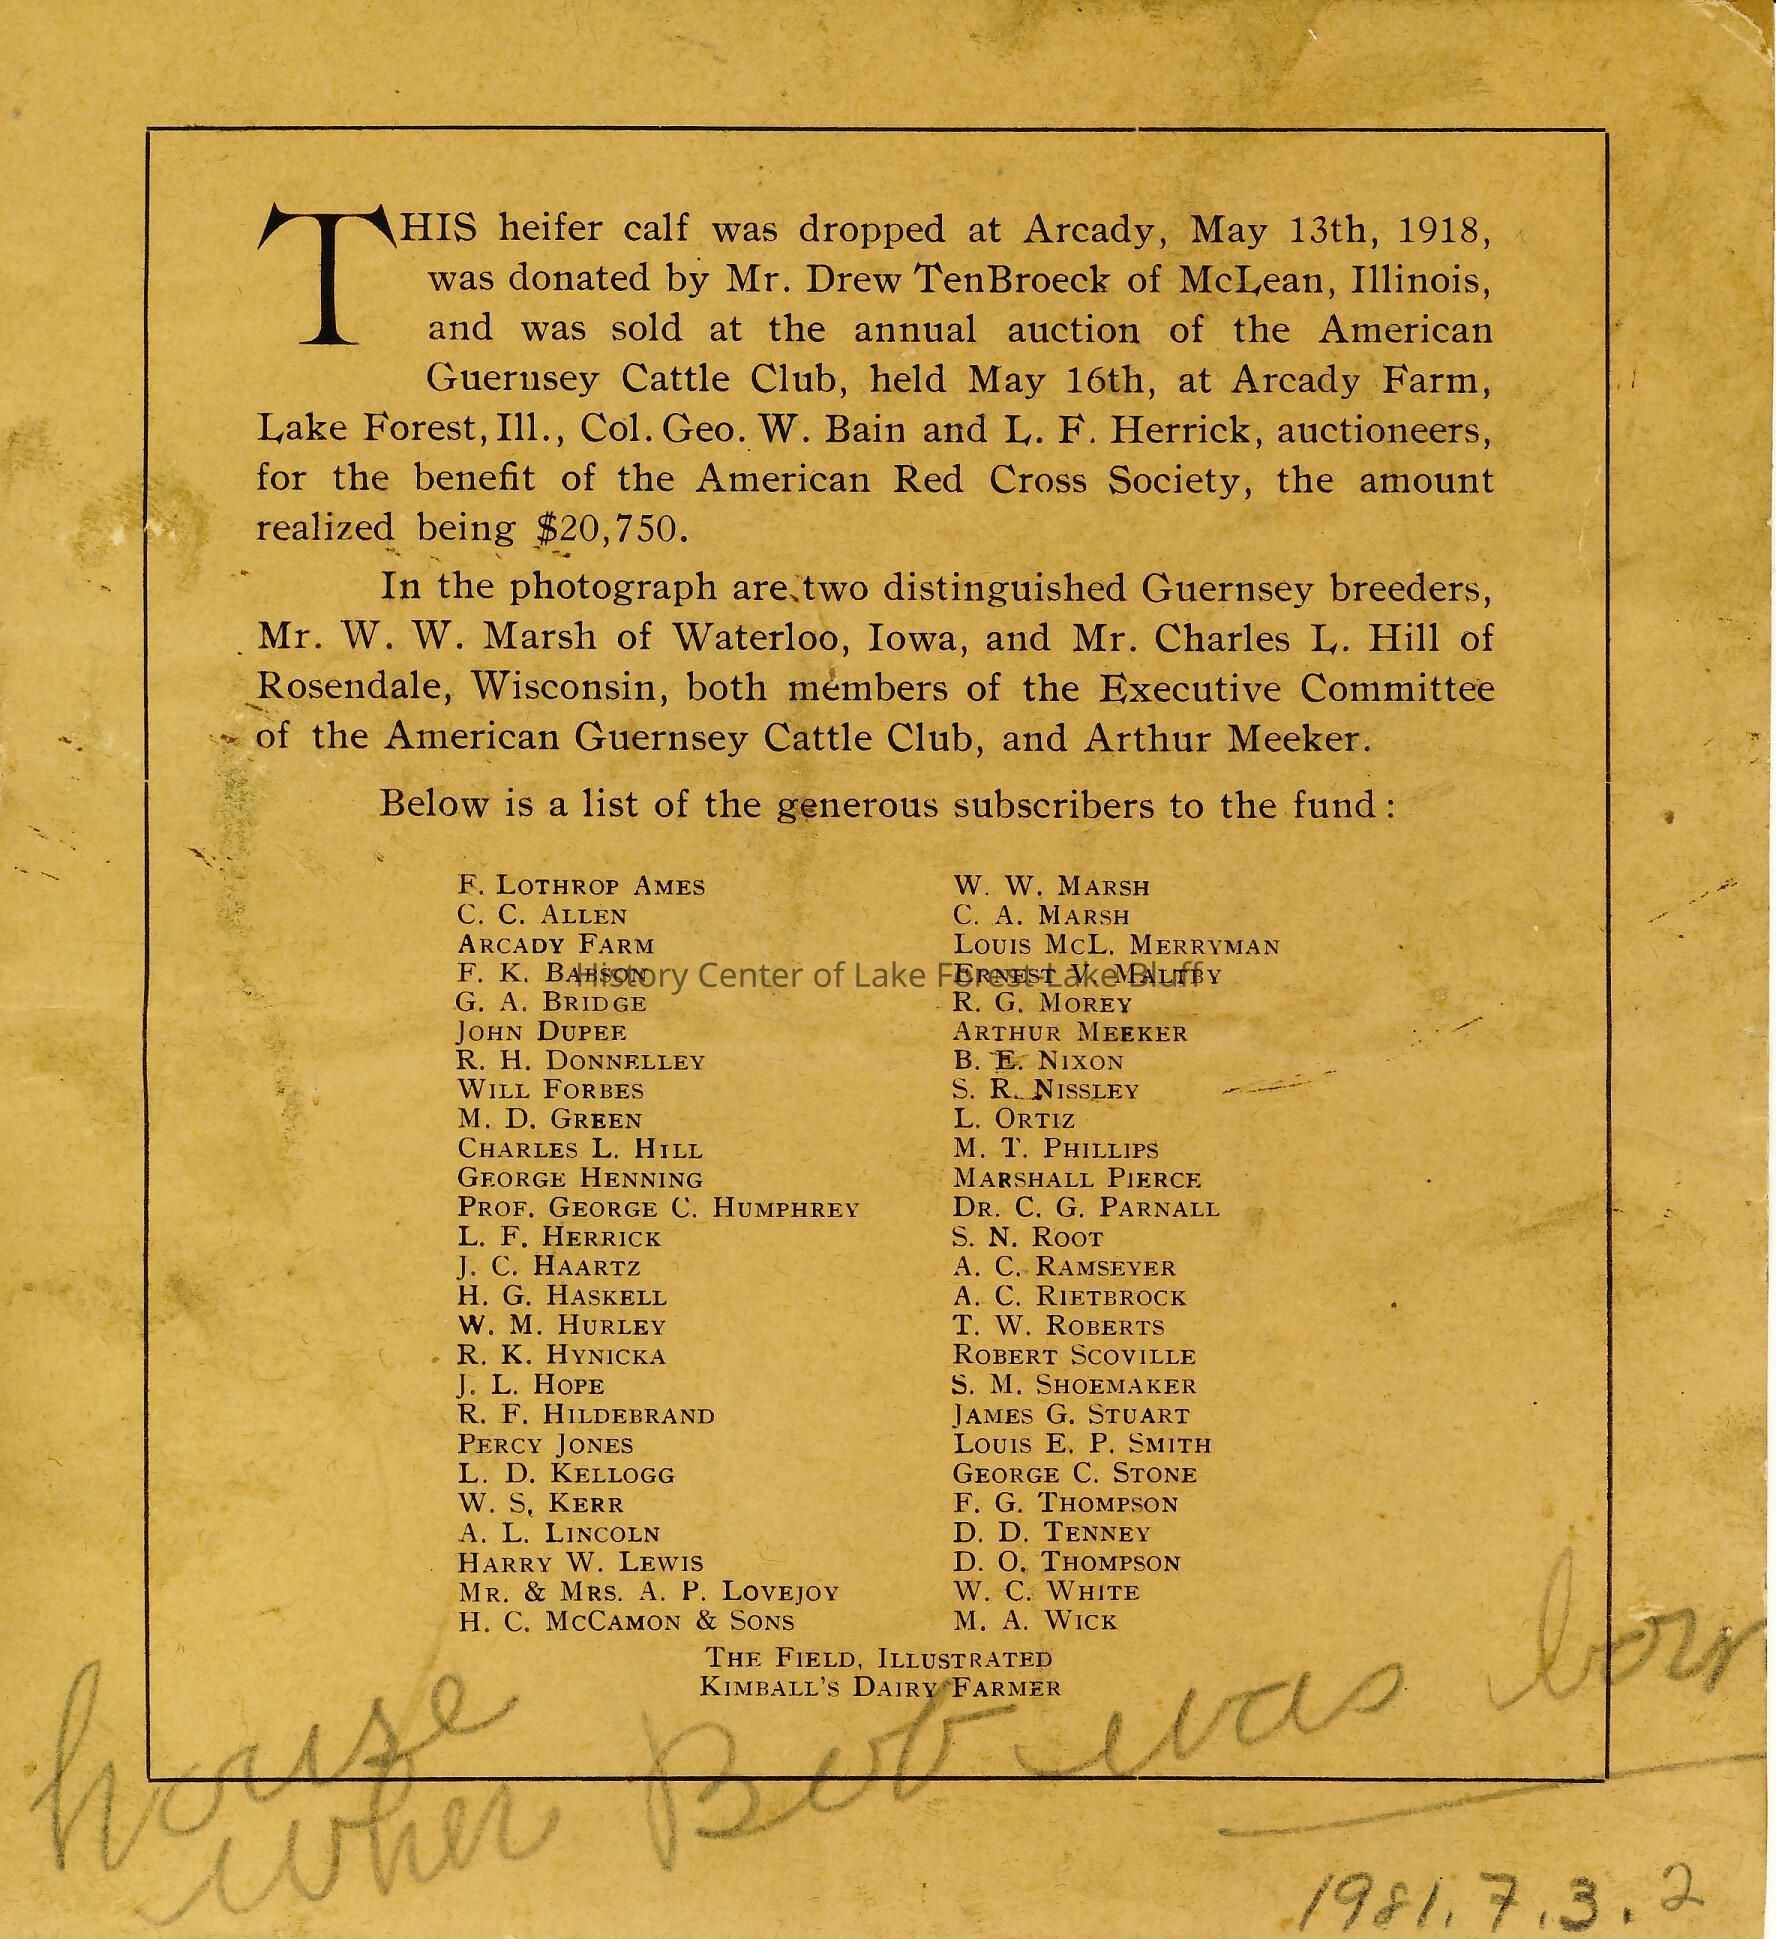 THIS heifer calf was dropped at Arcady, May 13th, 1918,
was donated by Mr. Drew TenBroeck of McLean, Illinois,
and was sold at the annual auction of the American
Guernsey Cattle Club, held May 16th, at Arcady Farm,
Lake Forest, Ill., Col. Geo. W. Bain and L. F. Herrick, auctioneers,
for the benefit of the American Red Cross Society, the amount
realized being $20,750.
In the photograph are two distinguished Guernsey breeders,
Mr. W. W. Marsh of Waterloo, Iowa, and Mr. Charles L. Hill of
Rosendale, Wisconsin, both members of the Executive Committee
of the American Guernsey Cattle Club, and Arthur Meeker.
Below is a list of the generous subscribers to the fund:
F. LOTHROP AMES
C. C. ALLEN
ARCADY FARM
F. K. BABSON
G. A. BRIDGE
JOHN DUPEE
R. H. DONNELLEY
WILL FORBES
M. D. GREEN
CHARLES L. HILL
GEORGE HENNING
PROF. GEORGE C. HUMPHREY
L. F. HERRICK
J. C. HAARTZ
H. G. HASKELL
W. M. HURLEY
R. K. HYNICKA
J. L. HOPE
R. F. HILDEBRAND
PERCY JONES
L. D. KELLOGG
W. S. KERR
A. L. LINCOLN
HARRY W. LEWIS
MR. & MRS. A. P. LOVEJOY
H. C. MCCAMON & SONS
W. W. MARSH
C. A. MARSH
LOUIS MCL. MERRYMAN
ERNEST V. MALTBY
R. G. MOREY
ARTHUR MEEKER
B. E. NIXON
S. R. NISSLEY
L. ORTIZ
M. T. PHILLIPS
MARSHALL PIERCE
DR. C. G. PARNALL
S. N. ROOT
A. C. RAMSEYER
A. C. RIETBROCK
T. W. ROBERTS
ROBERT SCOVILLE
S. M. SHOEMAKER
JAMES G. STUART
LOUIS E. P. SMITH
GEORGE C. STONE
F. G. THOMPSON
D. D. TENNEY
D. O. THOMPSON
W. C. WHITE
M. A. WICK
THE FIELD, ILLUSTRATED
KIMBALL'S DAIRY FARMER
History Center of Lake Forest-Lake Bluff
house
when Bob was born
1981.7.3.2